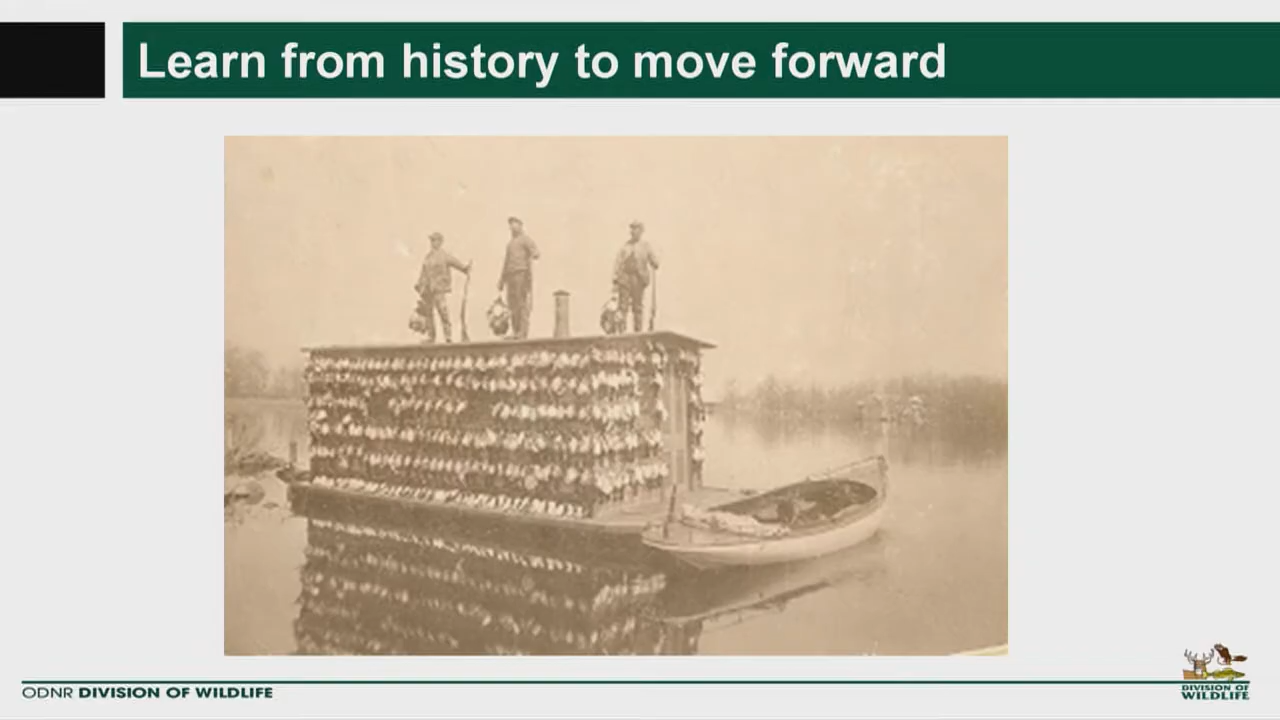 Learn from history to move forward
ODNR DIVISION OF WILDLIFE
DIVISION OF
WILDLIFE